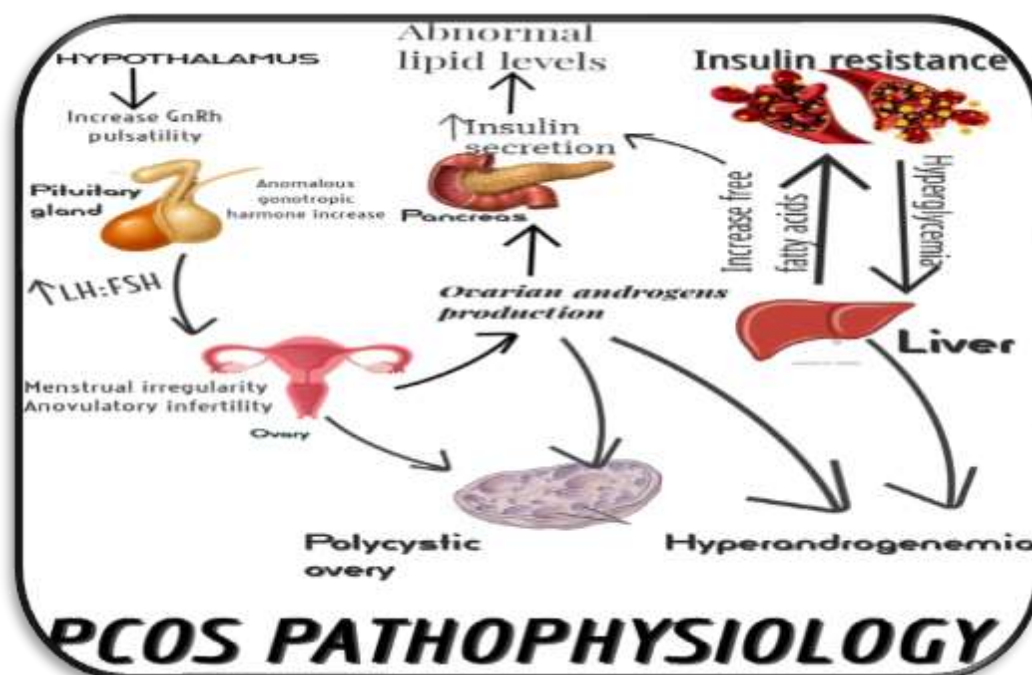 HYPOTHALAMUS
Increase GnRh
pulsatility
Pituitary
gland
Anomalous
gonotropic
harmone increase
↑LH:FSH
Menstrual irregularity
Anovulatory infertility
Ovary
Abnormal
lipid levels
↑Insulin
secretion
Pancreas
Ovarian androgens
production
Insulin resistance
Increase free
fatty acids
Hyperglycemia
Liver
Polycystic
overy
Hyperandrogenemia
PCOS PATHOPHYSIOLOGY